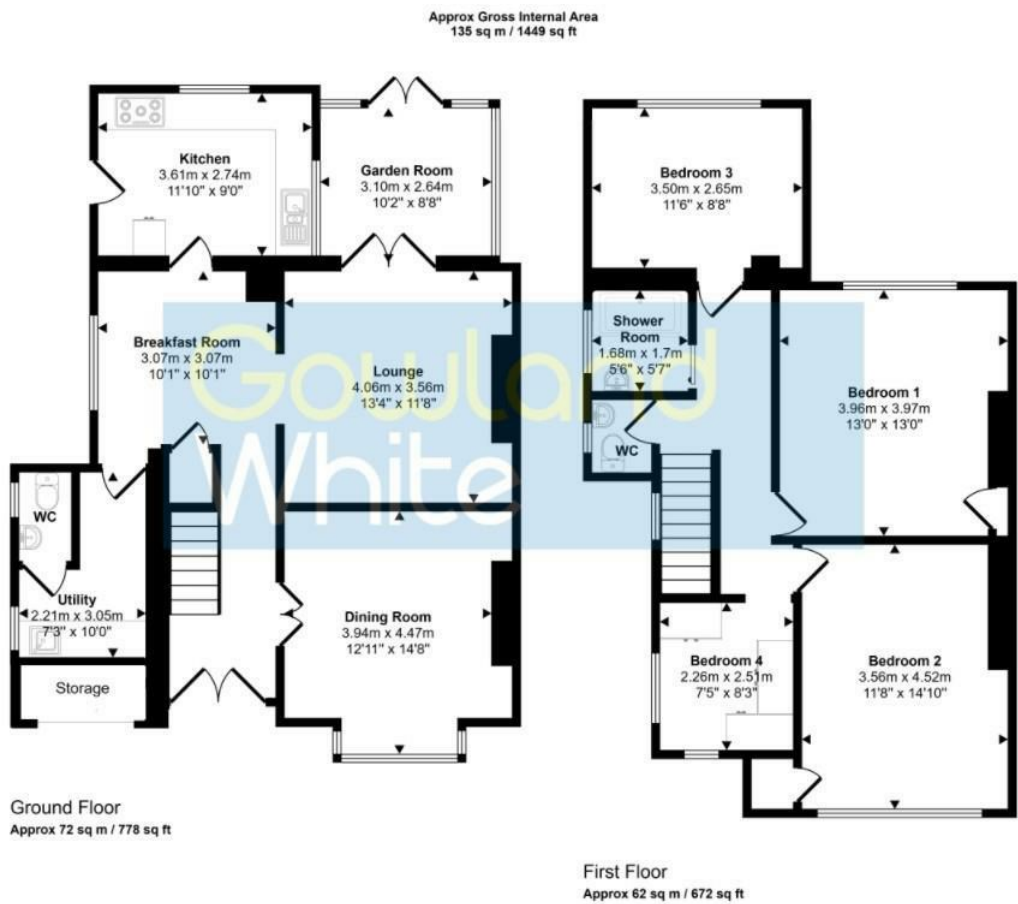 Approx Gross Internal Area
135 sq m / 1449 sq ft
Kitchen
3.61m x 2.74m
11'10" x 9'0"
Garden Room
3.10m x 2.64m
10'2" x 8'8"
Breakfast Room
3.07m x 3.07m
10'1" x 10'1"
Lounge
4.06m x 3.56m
13'4" x 11'8"
WC
Utility
2.21m x 3.05m
7'3" x 10'0"
Storage
Dining Room
3.94m x 4.47m
12'11" x 14'8"
Ground Floor
Approx 72 sq m / 778 sq ft
Bedroom 3
3.50m x 2.65m
11'6" x 8'8"
Shower
Room
1.68m x 1.7m
5'6" x 5'7"
WC
Bedroom 1
3.96m x 3.97m
13'0" x 13'0"
Bedroom 4
2.26m x 2.51m
7'5" x 8'3"
Bedroom 2
3.56m x 4.52m
11'8" x 14'10"
First Floor
Approx 62 sq m / 672 sq ft
Gowland
White